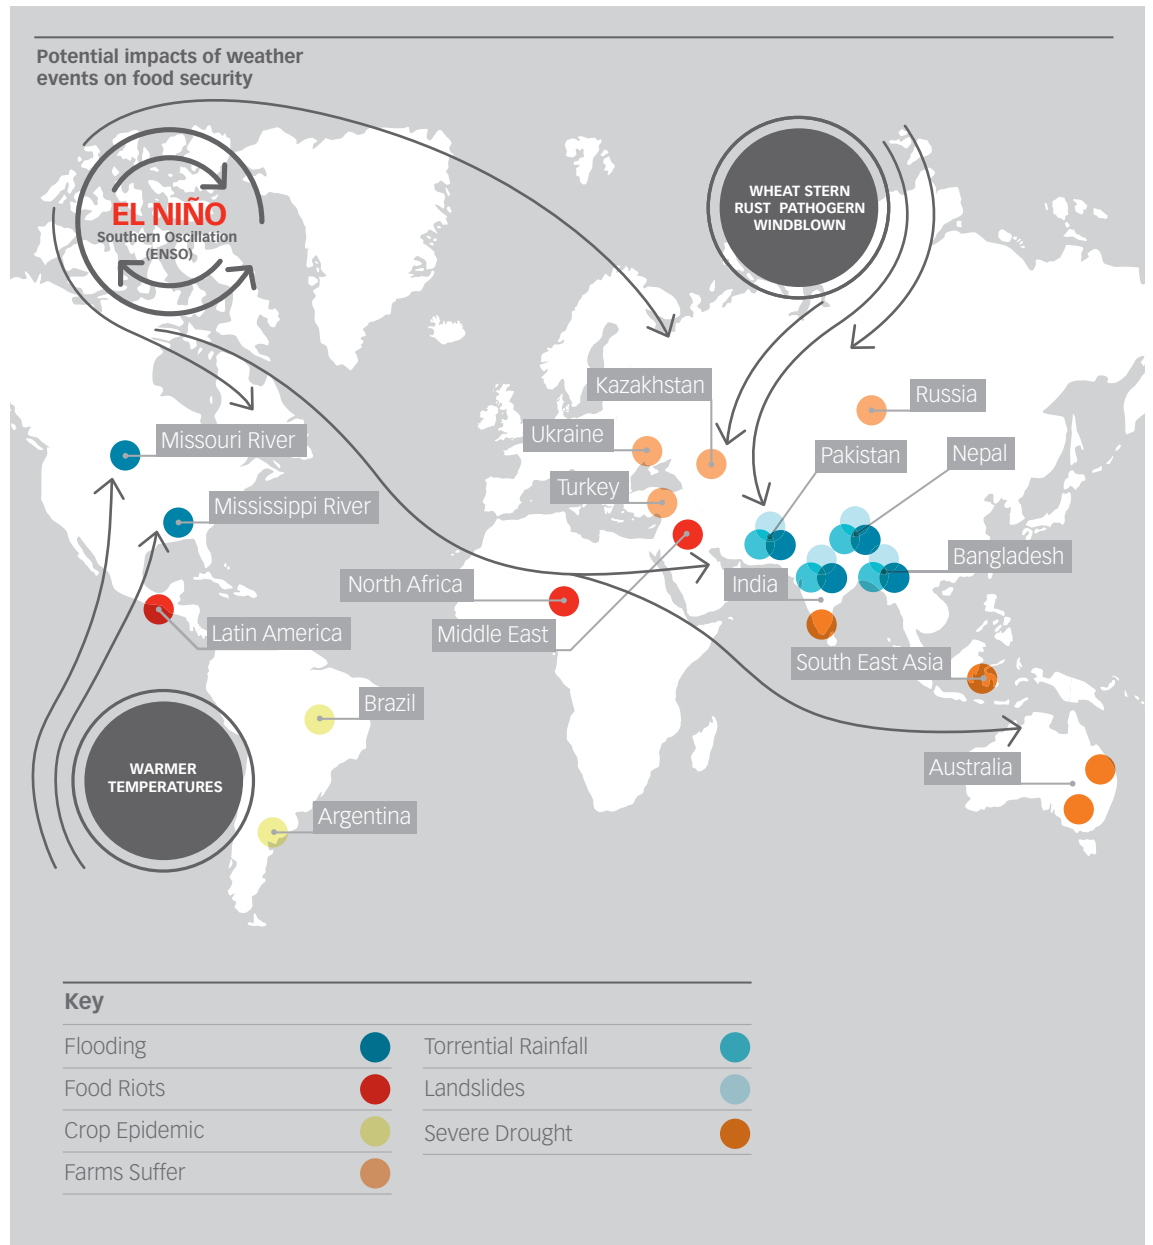 Potential impacts of weather
events on food security
EL NIÑO
Southern Oscillation
(ENSO)
WHEAT STERN
RUST PATHOGERN
WINDBLOWN
Kazakhstan
Russia
Ukraine
Missouri River
Pakistan
Nepal
Turkey
Mississippi River
Bangladesh
North Africa
India
Latin America
Middle East
South East Asia
Brazil
WARMER
TEMPERATURES
Australia
Argentina
Key
Flooding
Torrential Rainfall
Food Riots
Landslides
Crop Epidemic
Severe Drought
Farms Suffer